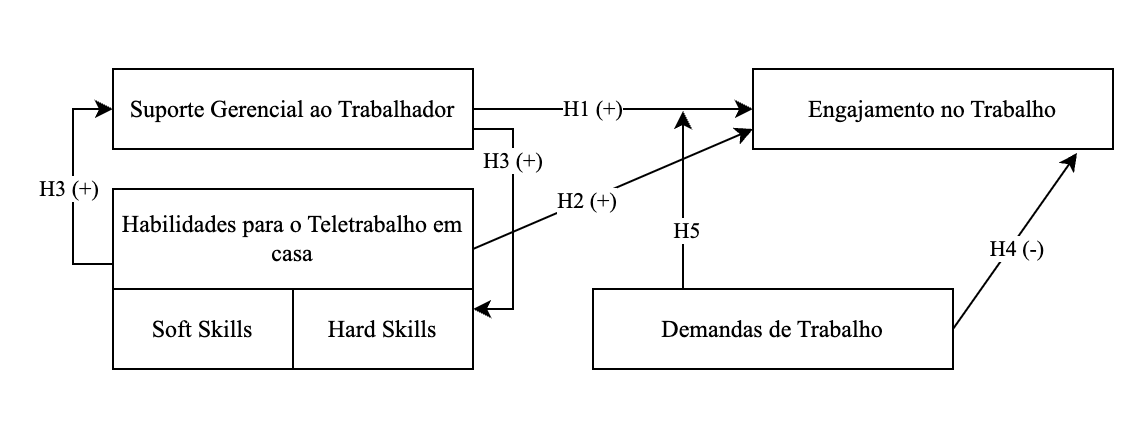 Suporte Gerencial ao Trabalhador
H1 (+)
Engajamento no Trabalho
H3 (+)
H3 (+)
Habilidades para o Teletrabalho em
casa
H2 (+)
H5
H4 (-)
Soft Skills
Hard Skills
Demandas de Trabalho